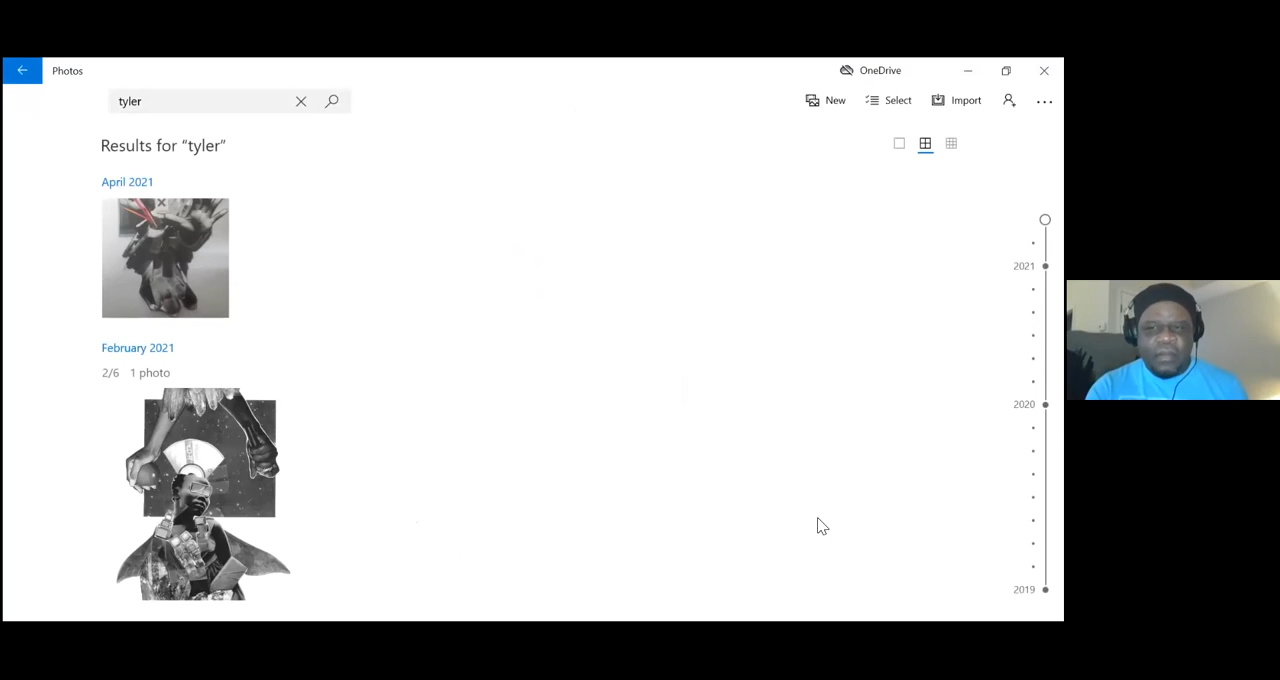 Photos
OneDrive
tyler
New
Select
Import
Results for “tyler”
April 2021
February 2021
2/6 1 photo
2021
2020
2019